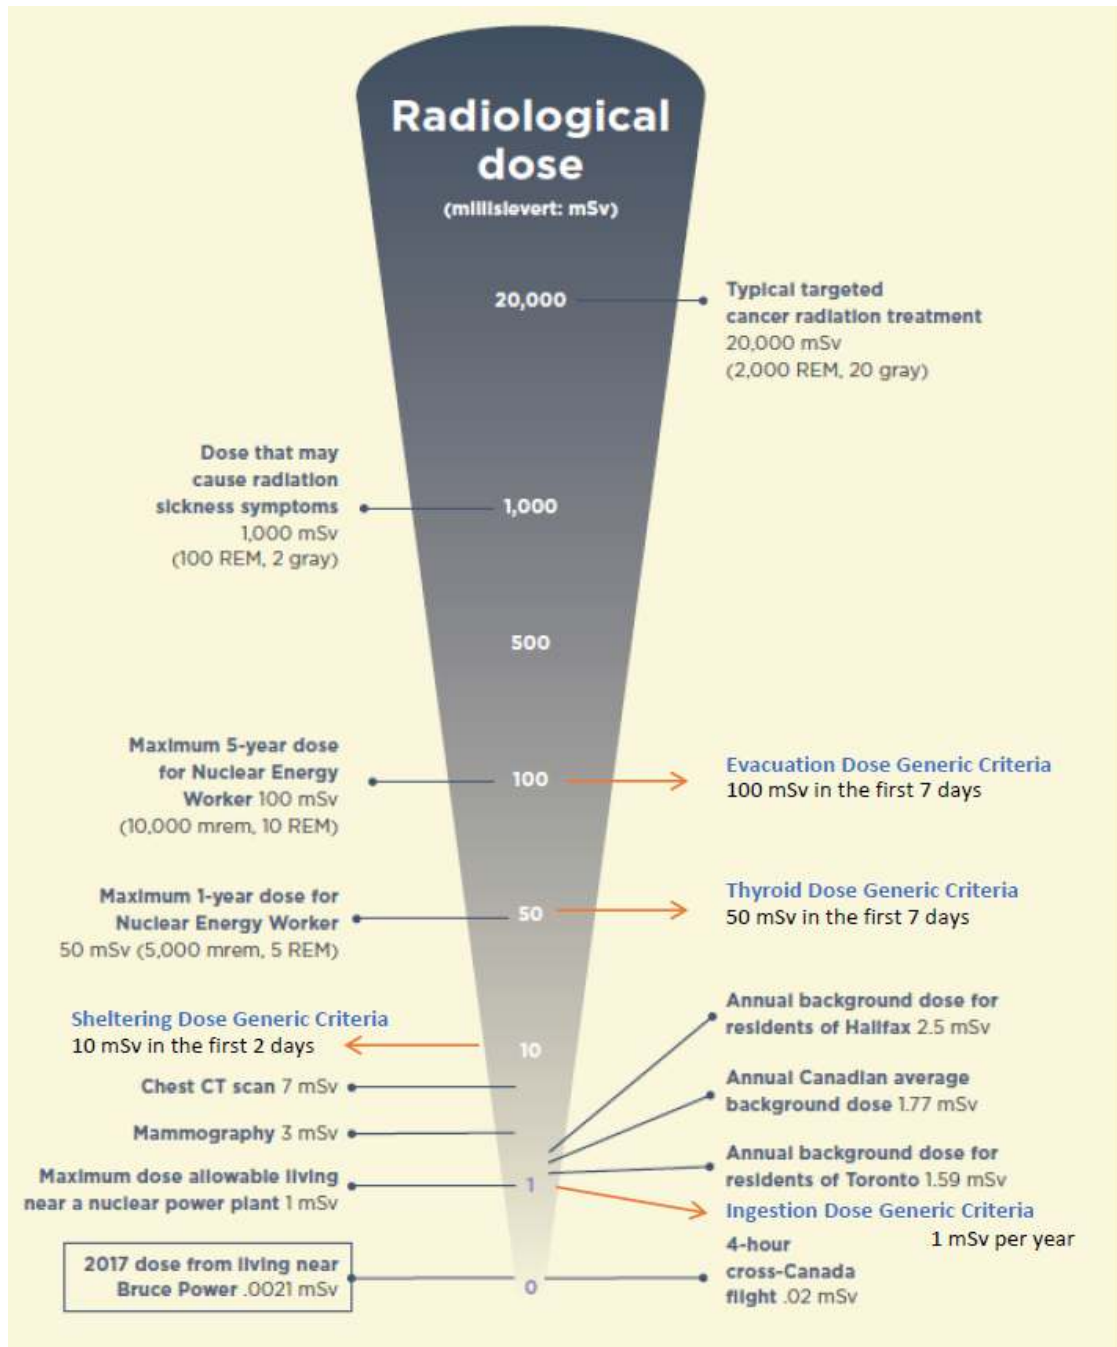 Radiological
dose
(millisievert: mSv)
20,000
Typical targeted
cancer radiation treatment
20,000 mSv
(2,000 REM, 20 gray)
Dose that may
cause radiation
sickness symptoms
1,000 mSv
(100 REM, 2 gray)
1,000
500
Maximum 5-year dose
for Nuclear Energy
Worker 100 mSv
(10,000 mrem, 10 REM)
100
Evacuation Dose Generic Criteria
100 mSv in the first 7 days
Maximum 1-year dose for
Nuclear Energy Worker
50 mSv (5,000 mrem, 5 REM)
50
Thyroid Dose Generic Criteria
50 mSv in the first 7 days
Sheltering Dose Generic Criteria
10 mSv in the first 2 days
10
Chest CT scan 7 mSv
Mammography 3 mSv
Maximum dose allowable living
near a nuclear power plant 1 mSv
1
Annual background dose for
residents of Halifax 2.5 mSv
Annual Canadian average
background dose 1.77 mSv
Annual background dose for
residents of Toronto 1.59 mSv
Ingestion Dose Generic Criteria
1 mSv per year
2017 dose from living near
Bruce Power .0021 mSv
0
4-hour
cross-Canada
flight .02 mSv